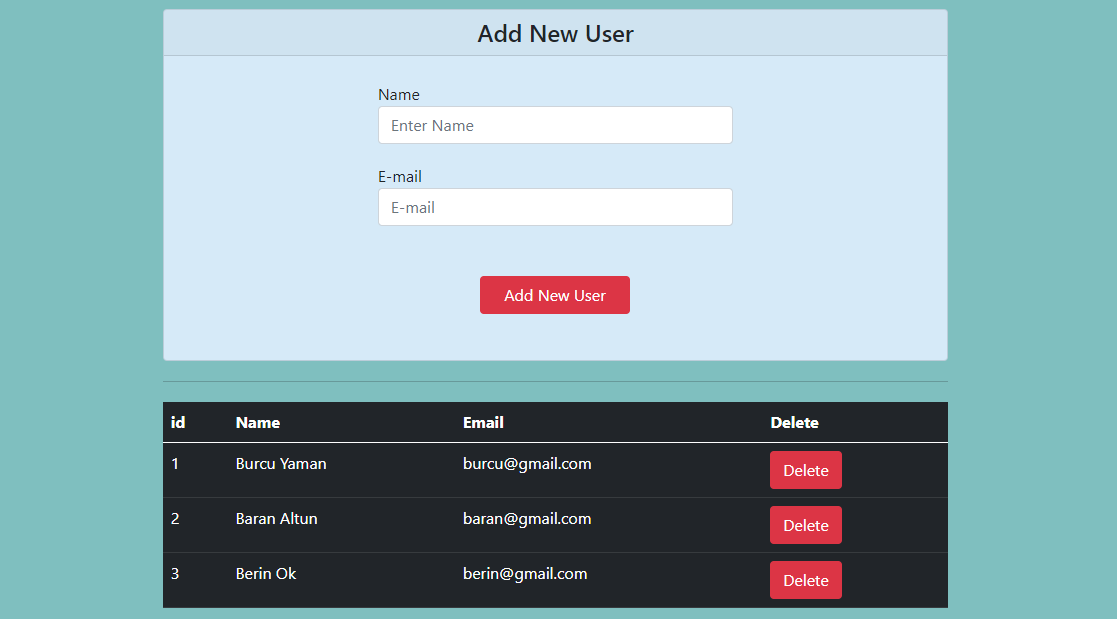 Add New User
Name
Enter Name
E-mail
E-mail
Add New User
id Name Email Delete
1 Burcu Yaman burcu@gmail.com Delete
2 Baran Altun baran@gmail.com Delete
3 Berin Ok berin@gmail.com Delete